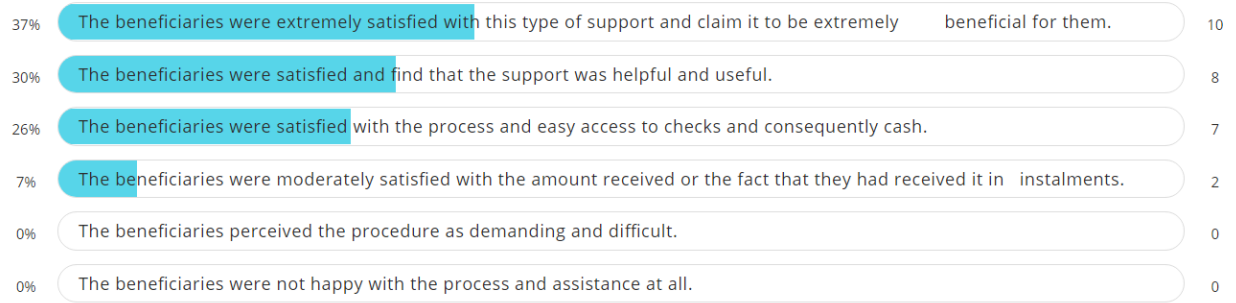 37% The beneficiaries were extremely satisfied with this type of support and claim it to be extremely beneficial for them. 10
30% The beneficiaries were satisfied and find that the support was helpful and useful. 8
26% The beneficiaries were satisfied with the process and easy access to checks and consequently cash. 7
7% The beneficiaries were moderately satisfied with the amount received or the fact that they had received it in instalments. 2
0% The beneficiaries perceived the procedure as demanding and difficult. 0
0% The beneficiaries were not happy with the process and assistance at all. 0